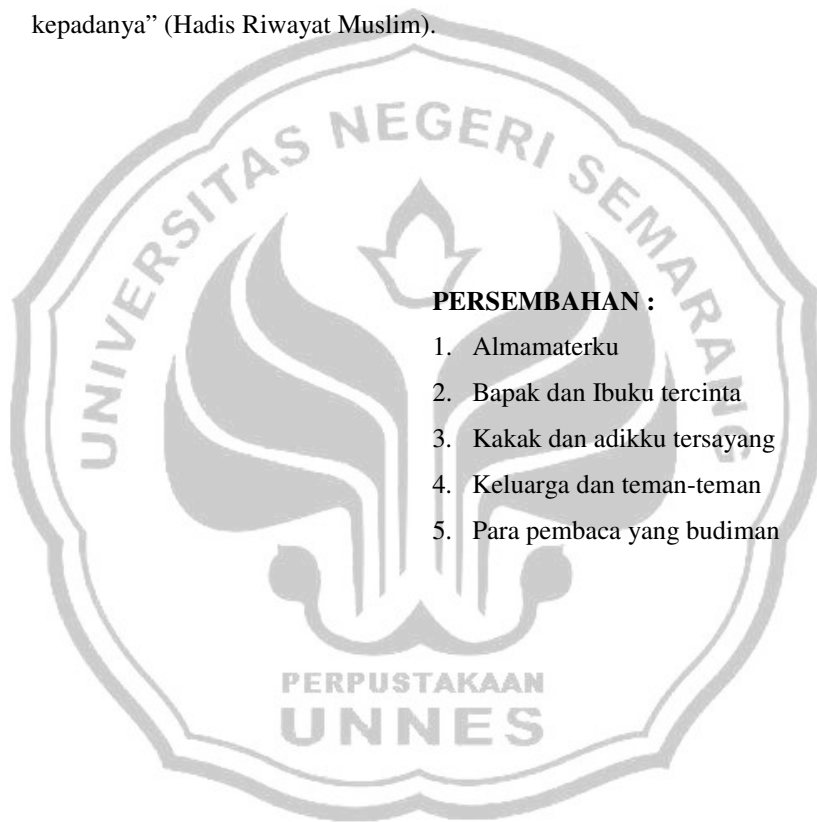 kepadanya” (Hadis Riwayat Muslim).
UNIVERSITAS NEGERI SEMARANG
PERSEMBAHAN :
1. Almamaterku
2. Bapak dan Ibuku tercinta
3. Kakak dan adikku tersayang
4. Keluarga dan teman-teman
5. Para pembaca yang budiman
PERPUSTAKAAN
UNNES